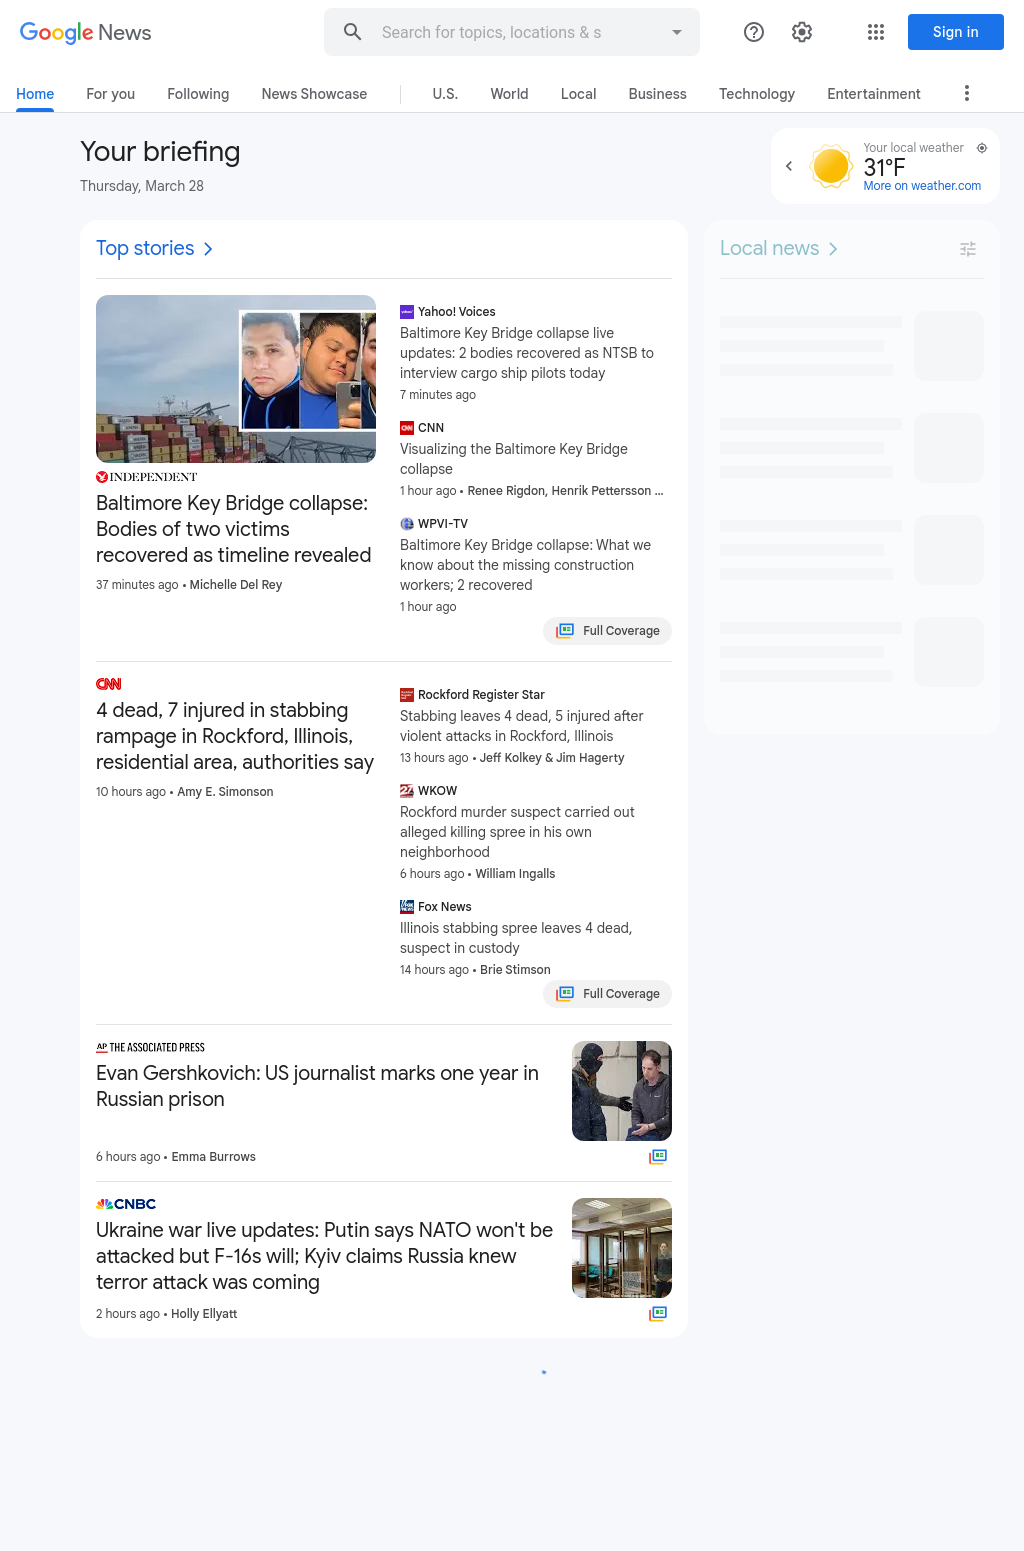 Google News
Search for topics, locations & s
Sign in
Home
For you
Following
News Showcase
U.S.
World
Local
Business
Technology
Entertainment
Your briefing
Thursday, March 28
Your local weather
31°F
More on weather.com
Top stories
INDEPENDENT
Baltimore Key Bridge collapse:
Bodies of two victims
recovered as timeline revealed
37 minutes ago • Michelle Del Rey
Yahoo! Voices
Baltimore Key Bridge collapse live
updates: 2 bodies recovered as NTSB to
interview cargo ship pilots today
7 minutes ago
CNN
Visualizing the Baltimore Key Bridge
collapse
1 hour ago • Renee Rigdon, Henrik Pettersson ...
WPVI-TV
Baltimore Key Bridge collapse: What we
know about the missing construction
workers; 2 recovered
1 hour ago
Full Coverage
CNN
4 dead, 7 injured in stabbing
rampage in Rockford, Illinois,
residential area, authorities say
10 hours ago • Amy E. Simonson
Rockford Register Star
Stabbing leaves 4 dead, 5 injured after
violent attacks in Rockford, Illinois
13 hours ago • Jeff Kolkey & Jim Hagerty
WKOW
Rockford murder suspect carried out
alleged killing spree in his own
neighborhood
6 hours ago • William Ingalls
Fox News
Illinois stabbing spree leaves 4 dead,
suspect in custody
14 hours ago • Brie Stimson
Full Coverage
AP THE ASSOCIATED PRESS
Evan Gershkovich: US journalist marks one year in
Russian prison
6 hours ago • Emma Burrows
CNBC
Ukraine war live updates: Putin says NATO won't be
attacked but F-16s will; Kyiv claims Russia knew
terror attack was coming
2 hours ago • Holly Ellyatt
Local news